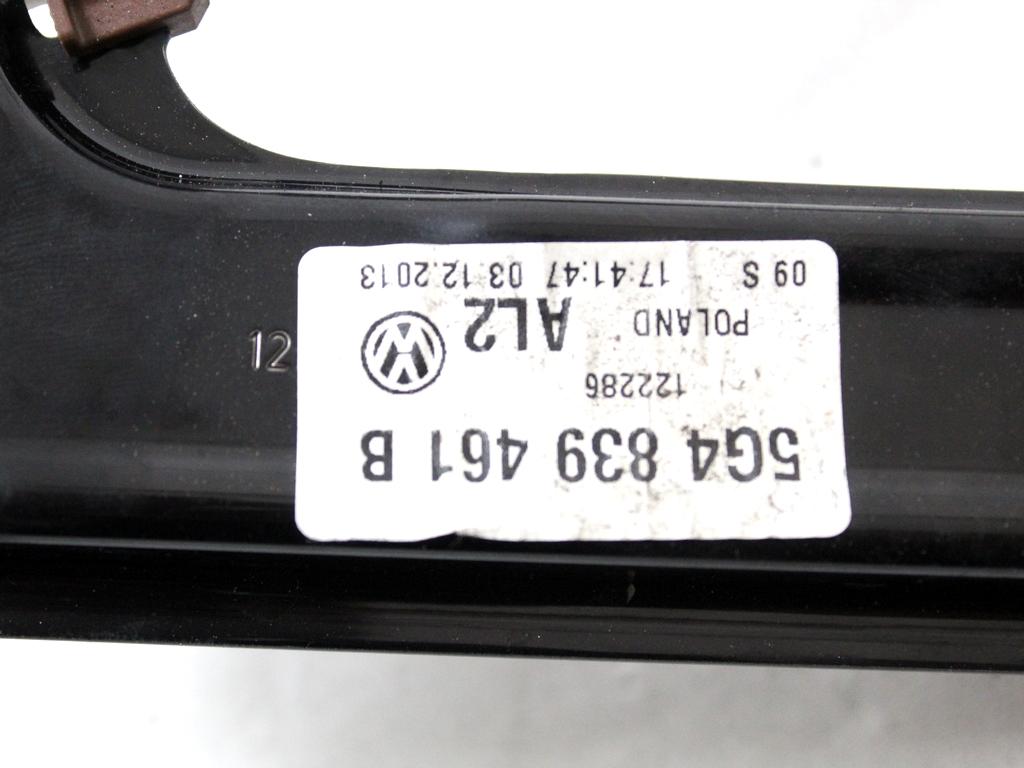 5G4 839 461 B
122286
POLAND AL2
09 S 17:41:47 03.12.2013
12